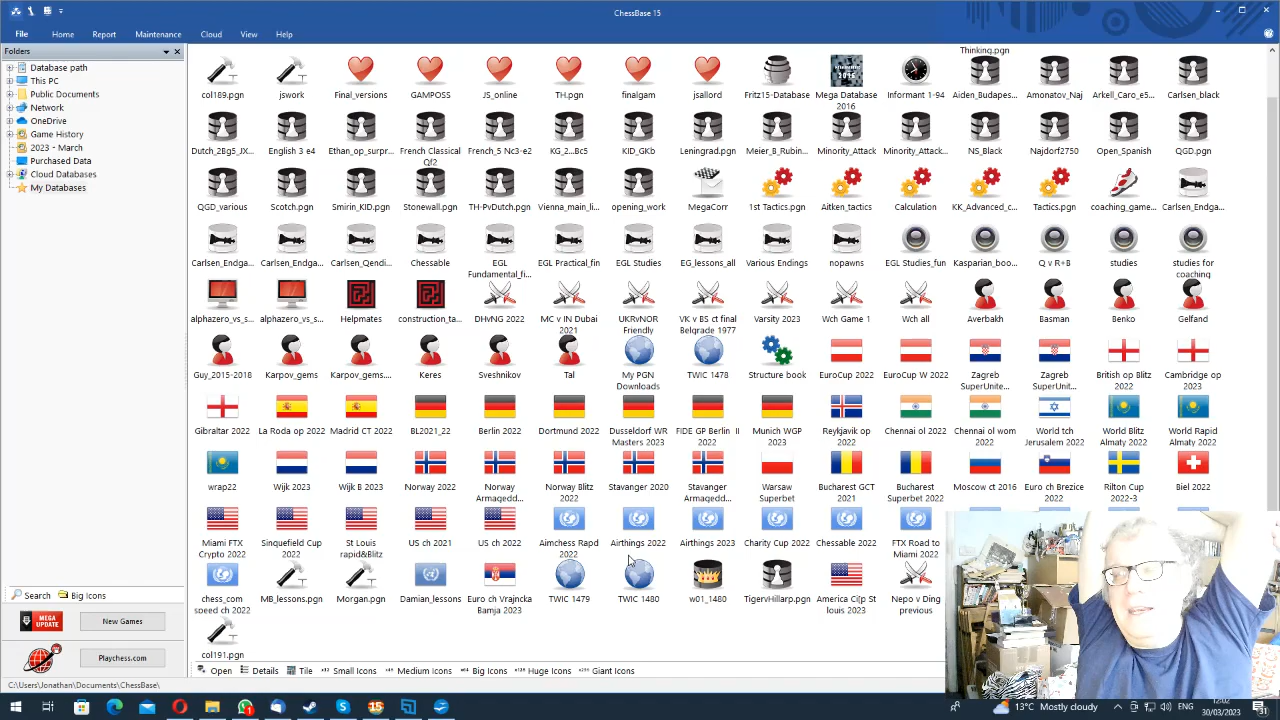 ChessBase 15
File Home Report Maintenance Cloud View Help
Folders
Database path
This PC
Public Documents
Network
OneDrive
Game History
2023 - March
Purchased Data
Cloud Databases
My Databases
Thinking.pgn
col189.pgn jswork Final_versions GAMPOSS JS_online TH.pgn finalgam jsallord Fritz15-Database Mega Database Informant 1-94 Aiden_Budapes... Amonatov_Naj Arkell_Caro_e5... Carlsen_black
2016
Dutch_2Bg5_JX... English 3 e4 Ethan_op_surpr... French Classical French_5 Nc3-e2 KG_2...Bc5 KID_GKb Leningrad.pgn Meier_B_Rubin... Minority_Attack Minority_Attack... NS_Black Najdorf2750 Open_Spanish QGD.pgn
Qf2
QGD_various Scotch.pgn Smirin_KID.pgn Stonewall.pgn TH-PvDutch.pgn Vienna_main_li... opening_work MegaCorr 1st Tactics.pgn Aitken_tactics Calculation KK_Advanced_c... Tactics.pgn coaching_game... Carlsen_Endga...
Carlsen_Endga... Carlsen_Endga... Carlsen_Qendi... Chessable EGL EGL Practical_fin EGL Studies EG_lessons_all Various Endings nopawns EGL Studies_fun Kasparian_boo... Q v R+B studies studies for
Fundamental_fi... coaching
alphazero_vs_s... alphazero_vs_s... Helpmates construction_ta... DHvNG 2022 MC v IN Dubai UKRvNOR VK v BS ct final Varsity 2023 Wch Game 1 Wch all Averbakh Basman Benko Gelfand
2021 Friendly Belgrade 1977
Guy_2015-2018 Karpov_gems Karpov_gems.... Keres Sveshnikov Tal My PGN TWIC 1478 Structure book EuroCup 2022 EuroCup W 2022 Zagreb Zagreb British op Blitz Cambridge op
Downloads SuperUnite... SuperUnit... 2022 2023
Gibraltar 2022 La Roda op 2022 Madrid CT 2022 BL2021_22 Berlin 2022 Dortmund 2022 Dusseldorf WR FIDE GP Berlin II Munich WGP Reykjavik op Chennai ol 2022 Chennai ol wom World tch World Blitz World Rapid
Masters 2023 2022 2023 2022 2022 Jerusalem 2022 Almaty 2022 Almaty 2022
wrap22 Wijk 2023 Wijk B 2023 Norway 2022 Norway Norway Blitz Stavanger 2020 Stavanger Warsaw Bucharest GCT Bucharest Moscow ct 2016 Euro ch Brezice Rilton Cup Biel 2022
Armagedd... 2022 Armagedd... Superbet 2021 Superbet 2022 2022 2022-3
Miami FTX Sinquefield Cup St Louis US ch 2021 US ch 2022 Aimchess Rapd Airthings 2022 Airthings 2023 Charity Cup 2022 Chessable 2022 FTX Road to
Crypto 2022 2022 rapid&Blitz 2022 Miami 2022
chess_com MB_lessons.pgn Morgan.pgn Damian_lessons Euro ch Vrajncka TWIC 1479 TWIC 1480 w01_1480 TigervHillarp.pgn America C(p St Nepo v Ding
speed ch 2022 Bamja 2023 louis 2023 previous
col191.pgn
Search Big Icons
MEGA UPDATE New Games
Playchess.com
Open Details Tile Small Icons Medium Icons Big Icons Huge Icons Giant Icons
C:\Users\Jonathan\Documents\ChessBase\
13°C Mostly cloudy ENG 12:02
30/03/2023